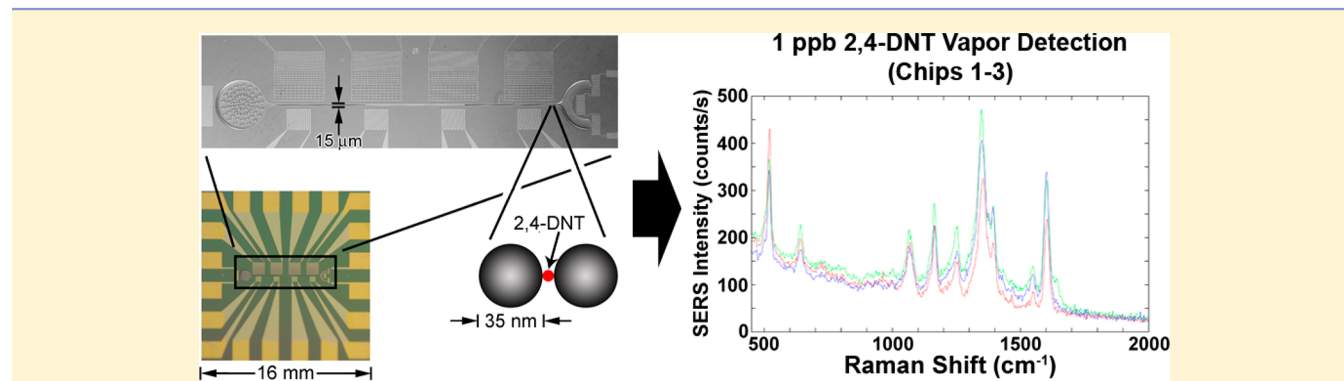 15 μm
16 mm
2,4-DNT
35 nm
1 ppb 2,4-DNT Vapor Detection
(Chips 1-3)
SERS Intensity (counts/s)
500
400
300
200
100
0
500
1000
1500
2000
Raman Shift (cm⁻¹)